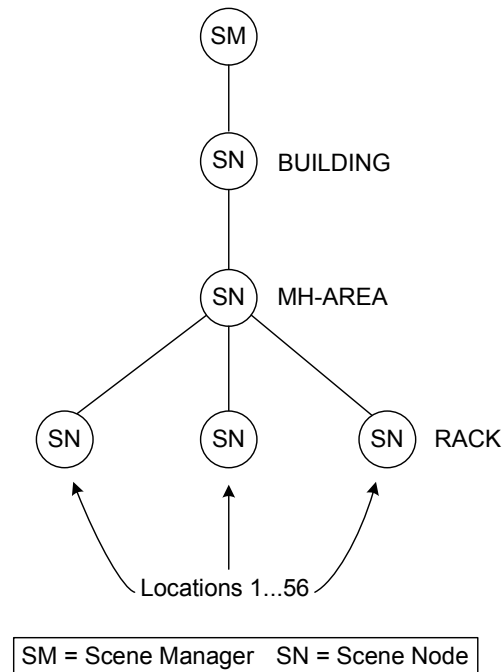 SM
SN BUILDING
SN MH-AREA
SN SN SN RACK
Locations 1...56
SM = Scene Manager SN = Scene Node